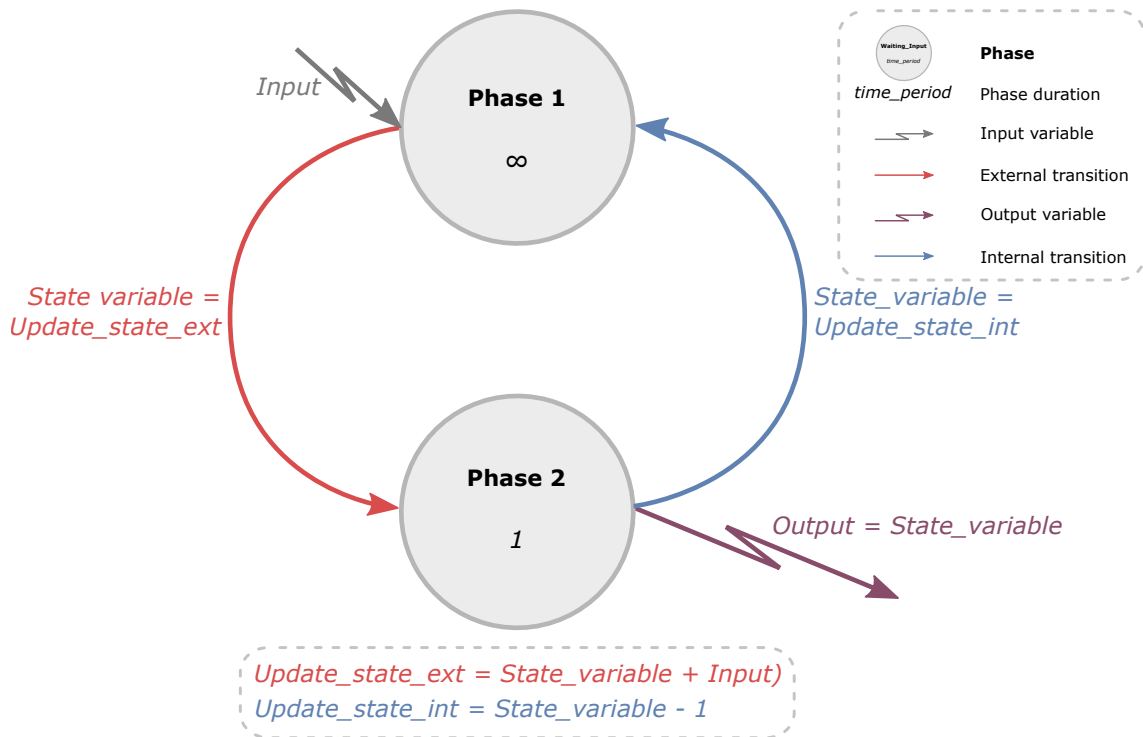 Input
Phase 1
∞
Waiting_Input
time_period
Phase
time_period
Phase duration
Input variable
External transition
Output variable
Internal transition
State variable =
Update_state_ext
State_variable =
Update_state_int
Phase 2
1
Output = State_variable
Update_state_ext = State_variable + Input)
Update_state_int = State_variable - 1